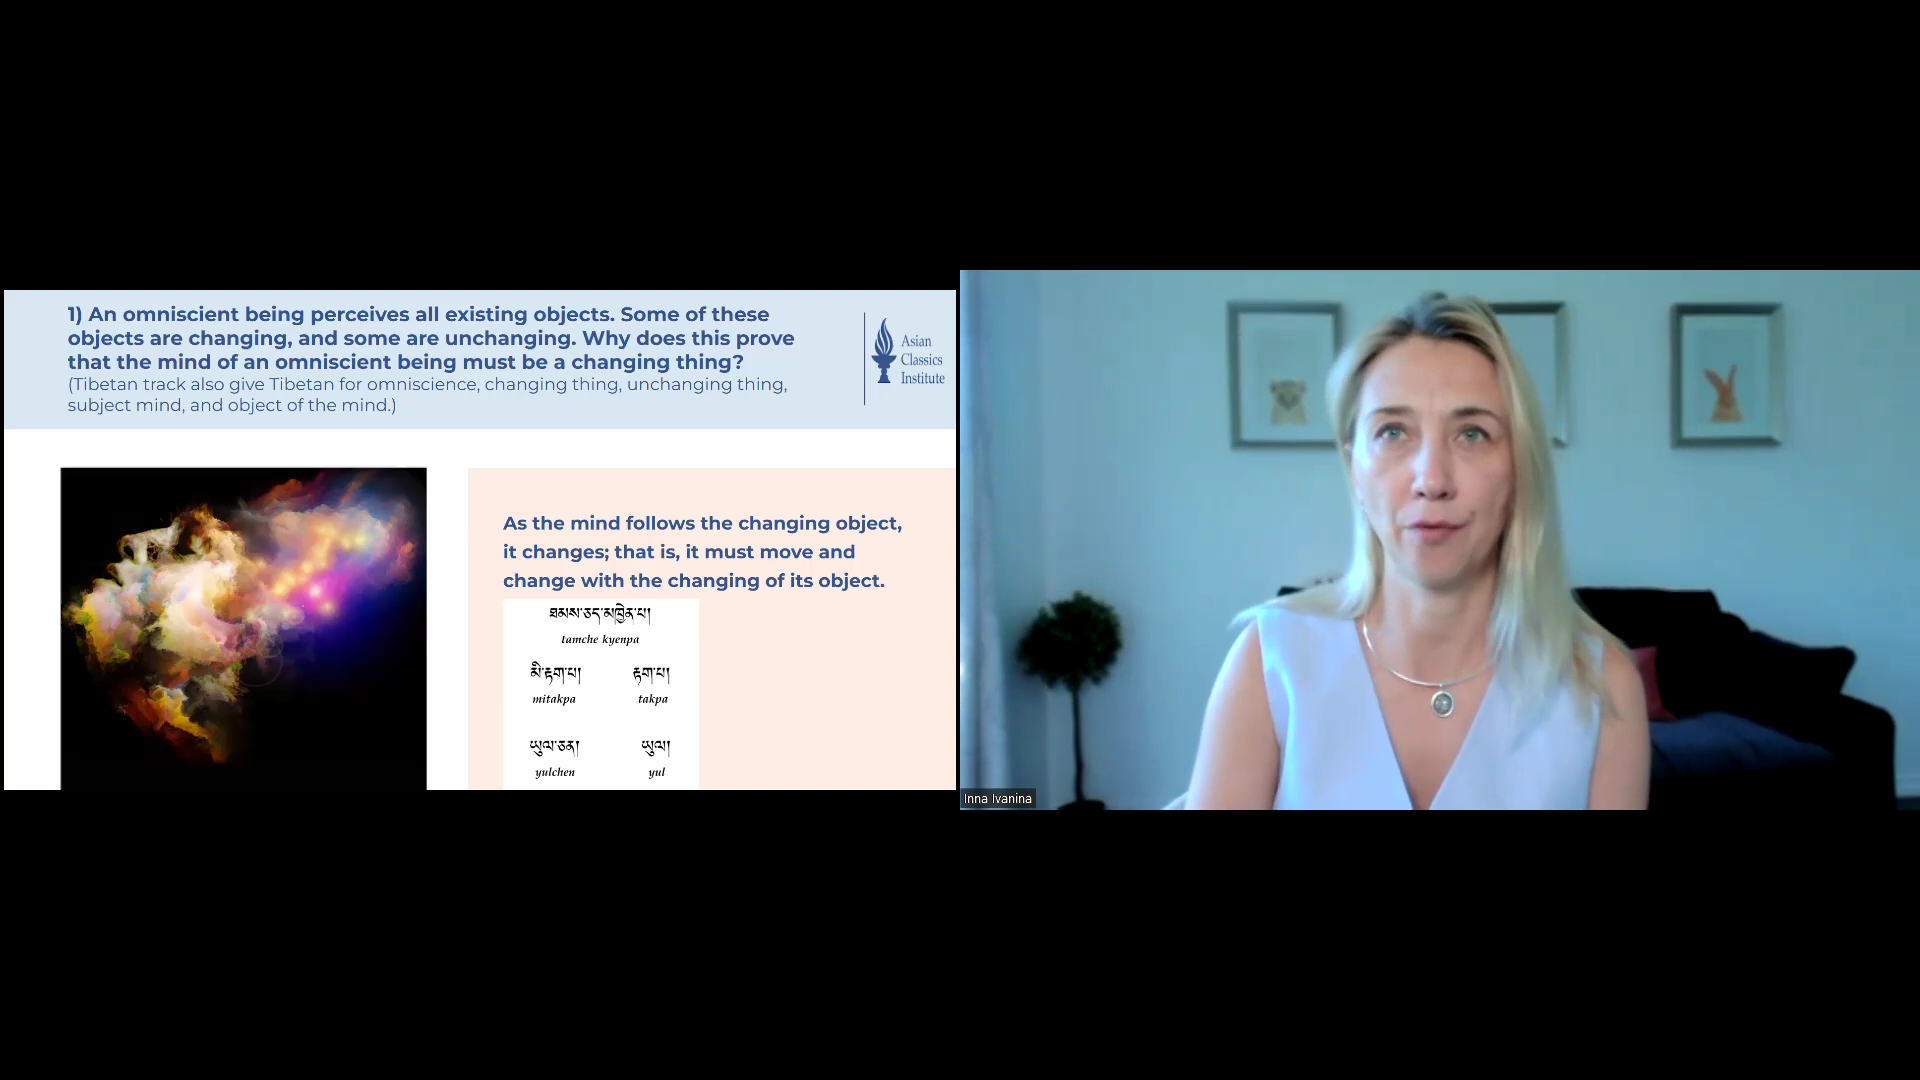 1) An omniscient being perceives all existing objects. Some of these
objects are changing, and some are unchanging. Why does this prove
that the mind of an omniscient being must be a changing thing?
(Tibetan track also give Tibetan for omniscience, changing thing, unchanging thing,
subject mind, and object of the mind.)
Asian
Classics
Institute
As the mind follows the changing object,
it changes; that is, it must move and
change with the changing of its object.
ཐམས་ཅད་མཁྱེན་པ།
tamche kyenpa
མི་རྟག་པ། རྟག་པ།
mitakpa takpa
ཡུལ་ཅན། ཡུལ།
yulchen yul
Inna Ivanina